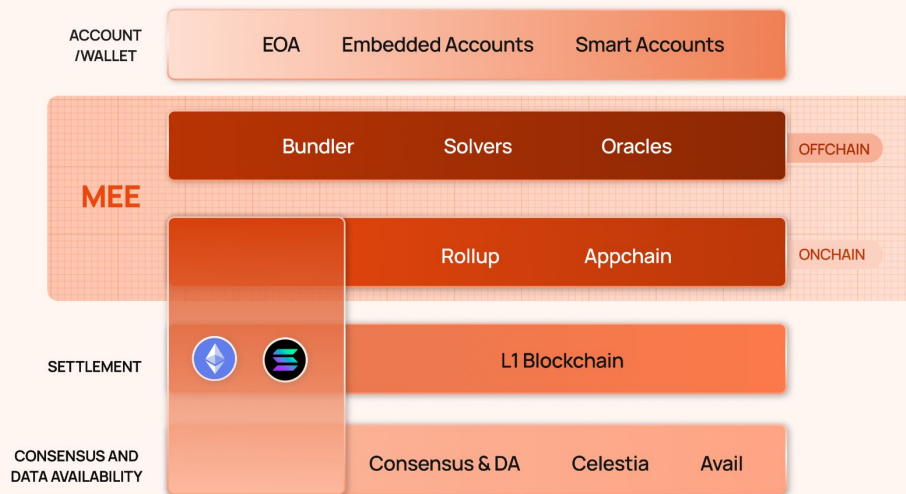 ACCOUNT
/WALLET
EOA Embedded Accounts Smart Accounts
MEE
Bundler Solvers Oracles
OFFCHAIN
Rollup Appchain
ONCHAIN
SETTLEMENT
L1 Blockchain
CONSENSUS AND
DATA AVAILABILITY
Consensus & DA Celestia Avail